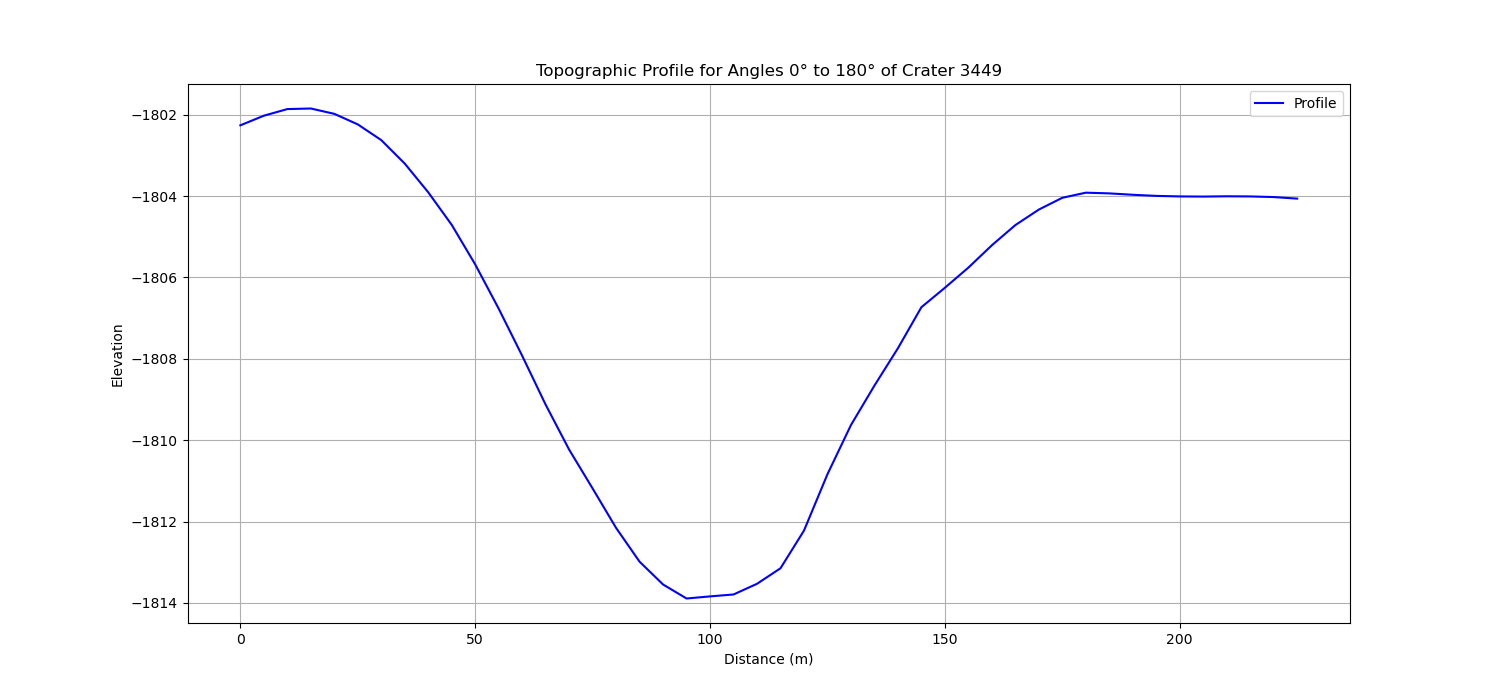 Topographic Profile for Angles 0° to 180° of Crater 3449
Profile
Elevation
−1802
−1804
−1806
−1808
−1810
−1812
−1814
0 50 100 150 200
Distance (m)